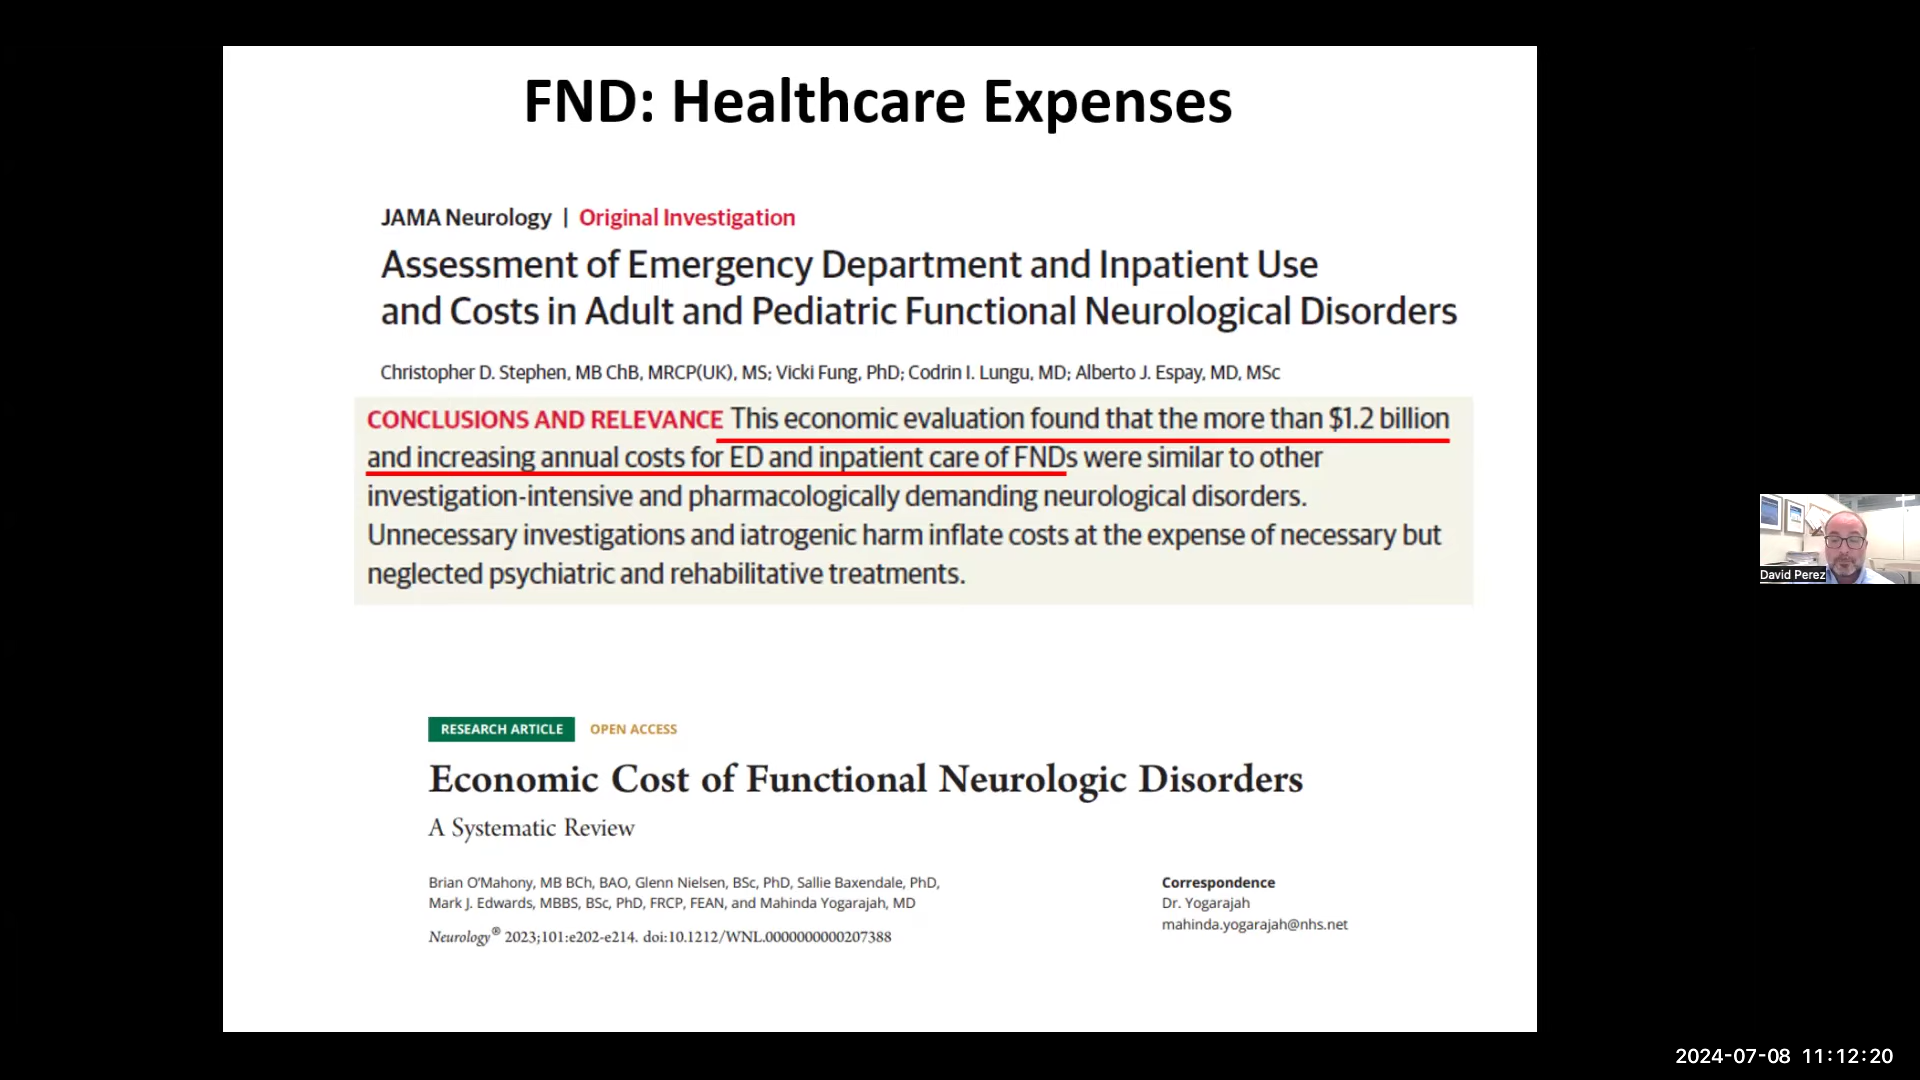 FND: Healthcare Expenses
JAMA Neurology | Original Investigation
Assessment of Emergency Department and Inpatient Use
and Costs in Adult and Pediatric Functional Neurological Disorders
Christopher D. Stephen, MB ChB, MRCP(UK), MS; Vicki Fung, PhD; Codrin I. Lungu, MD; Alberto J. Espay, MD, MSc
CONCLUSIONS AND RELEVANCE This economic evaluation found that the more than $1.2 billion
and increasing annual costs for ED and inpatient care of FNDs were similar to other
investigation-intensive and pharmacologically demanding neurological disorders.
Unnecessary investigations and iatrogenic harm inflate costs at the expense of necessary but
neglected psychiatric and rehabilitative treatments.
RESEARCH ARTICLE OPEN ACCESS
Economic Cost of Functional Neurologic Disorders
A Systematic Review
Brian O'Mahony, MB BCh, BAO, Glenn Nielsen, BSc, PhD, Sallie Baxendale, PhD,
Mark J. Edwards, MBBS, BSc, PhD, FRCP, FEAN, and Mahinda Yogarajah, MD
Neurology® 2023;101:e202-e214. doi:10.1212/WNL.0000000000207388
Correspondence
Dr. Yogarajah
mahinda.yogarajah@nhs.net
David Perez
2024-07-08 11:12:20